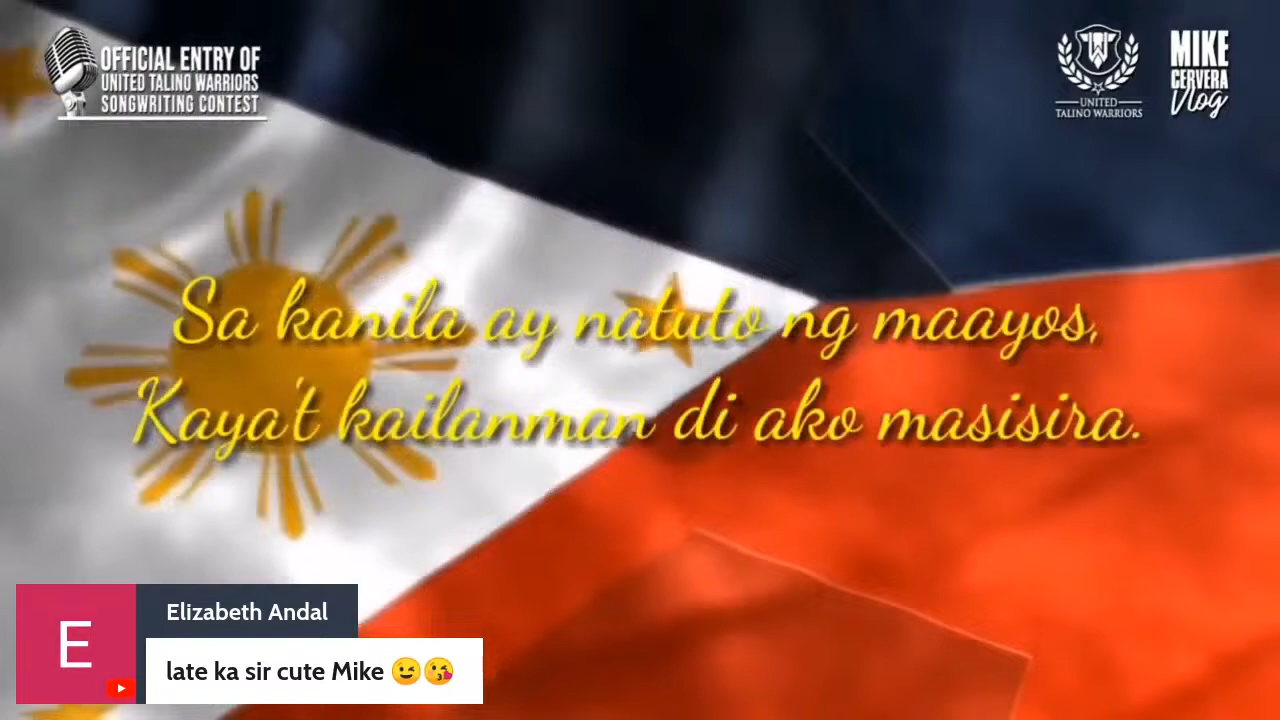 OFFICIAL ENTRY OF
UNITED TALINO WARRIORS
SONGWRITING CONTEST
UNITED
TALINO WARRIORS
MIKE
CERVERA
Vlog
Sa kanila ay natuto ng maayos,
Kaya't kailanman di ako masisira.
E
Elizabeth Andal
late ka sir cute Mike 😉😘